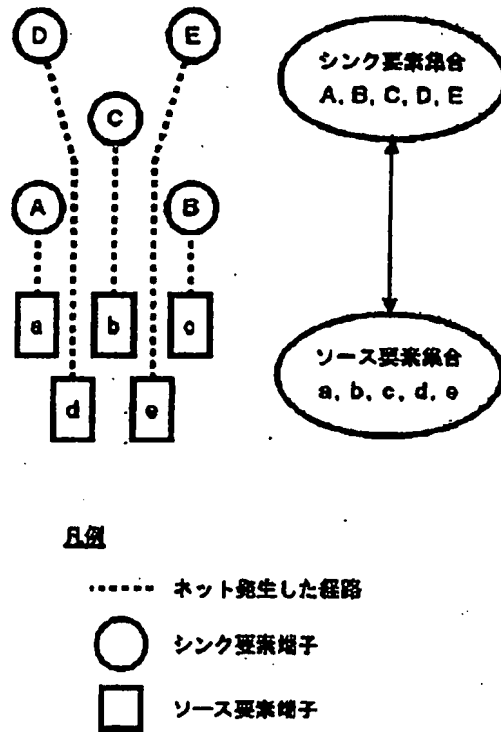 D E
C
A B
a b c
d e
シンク要素集合
A, B, C, D, E
ソース要素集合
a, b, c, d, e
凡例
ネット発生した経路
シンク要素端子
ソース要素端子